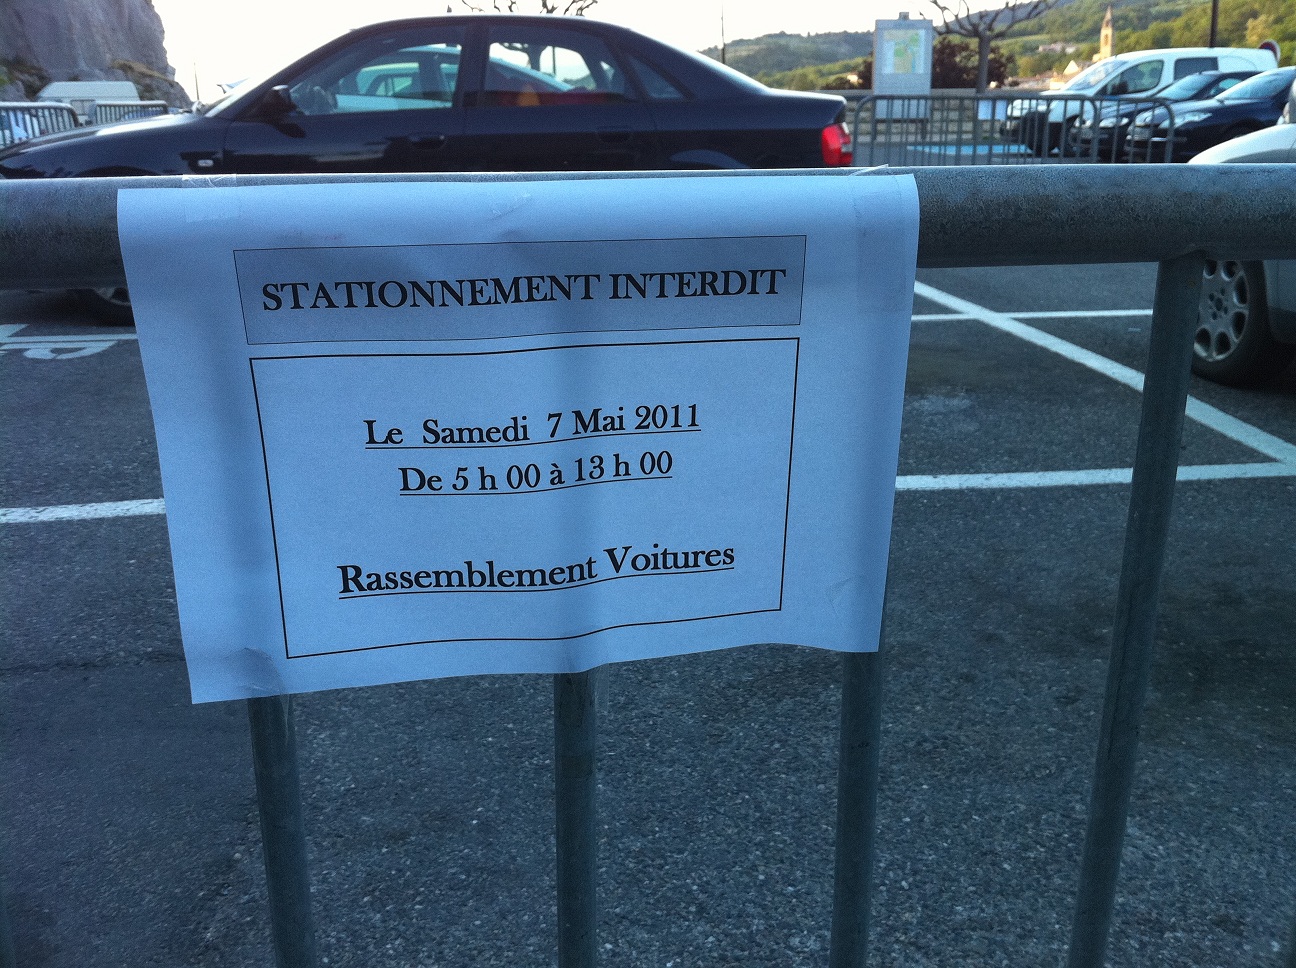 STATIONNEMENT INTERDIT
Le Samedi 7 Mai 2011
De 5 h 00 à 13 h 00
Rassemblement Voitures